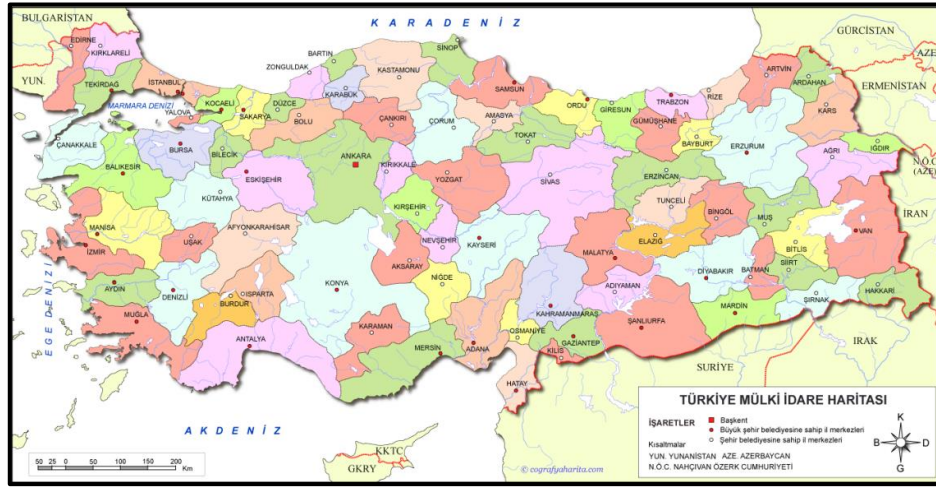 KARADENİZ
BULGARİSTAN
GÜRCİSTAN
EDİRNE
KIRKLARELİ
SİNOP
BARTIN
ZONGULDAK
KASTAMONU
ARTVİN
AZE.
ARDAHAN
YUN.
TEKİRDAĞ
İSTANBUL
KARABÜK
SAMSUN
ERMENİSTAN
MARMARA DENİZİ
YALOVA
KOCAELİ
SAKARYA
DÜZCE
BOLU
ÇANKIRI
ÇORUM
AMASYA
ORDU
GİRESUN
TRABZON
RİZE
KARS
GÜMÜŞHANE
BAYBURT
ÇANAKKALE
BALIKESİR
BURSA
BİLECİK
ANKARA
KIRIKKALE
TOKAT
ERZURUM
AĞRI
IĞDIR
N.Ö.C.
(AZE)
ESKİŞEHİR
KÜTAHYA
YOZGAT
SİVAS
ERZİNCAN
TUNCELİ
BİNGÖL
MUŞ
İRAN
KIRŞEHİR
MANİSA
UŞAK
AFYONKARAHİSAR
NEVŞEHİR
KAYSERİ
MALATYA
ELAZIĞ
BİTLİS
VAN
İZMİR
AKSARAY
NİĞDE
DİYABAKIR
BATMAN
SİİRT
EGE DENİZİ
AYDIN
DENİZLİ
BURDUR
ISPARTA
KONYA
KAHRAMANMARAŞ
ADIYAMAN
MARDİN
ŞIRNAK
HAKKARİ
MUĞLA
ANTALYA
KARAMAN
MERSİN
ADANA
OSMANİYE
GAZİANTEP
KİLİS
ŞANLIURFA
HATAY
SURİYE
IRAK
AKDENİZ
KKTC
GKRY
50 25 0 50 100 150 200
Km
© cografyaharita.com
TÜRKİYE MÜLKİ İDARE HARİTASI
İŞARETLER
Başkent
Büyük şehir belediyesine sahip il merkezleri
Şehir belediyesine sahip il merkezleri
Kısaltmalar
YUN. YUNANİSTAN AZE. AZERBAYCAN
N.Ö.C. NAHÇIVAN ÖZERK CUMHURİYETİ
K
B
D
G